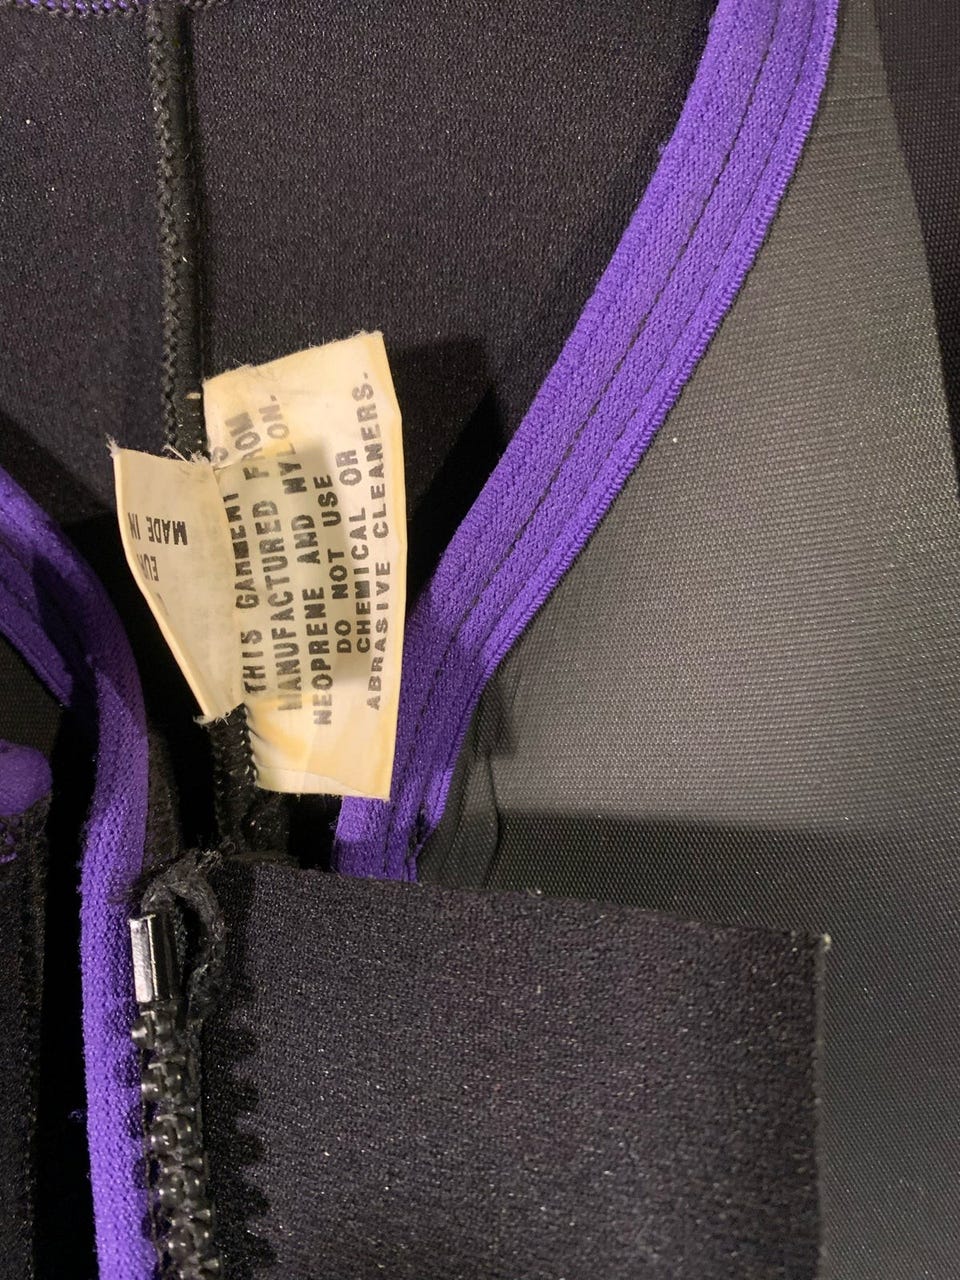 THIS GARMENT
MANUFACTURED FROM
NEOPRENE AND NYLON.
DO NOT USE
CHEMICAL OR
ABRASIVE CLEANERS.
MADE IN